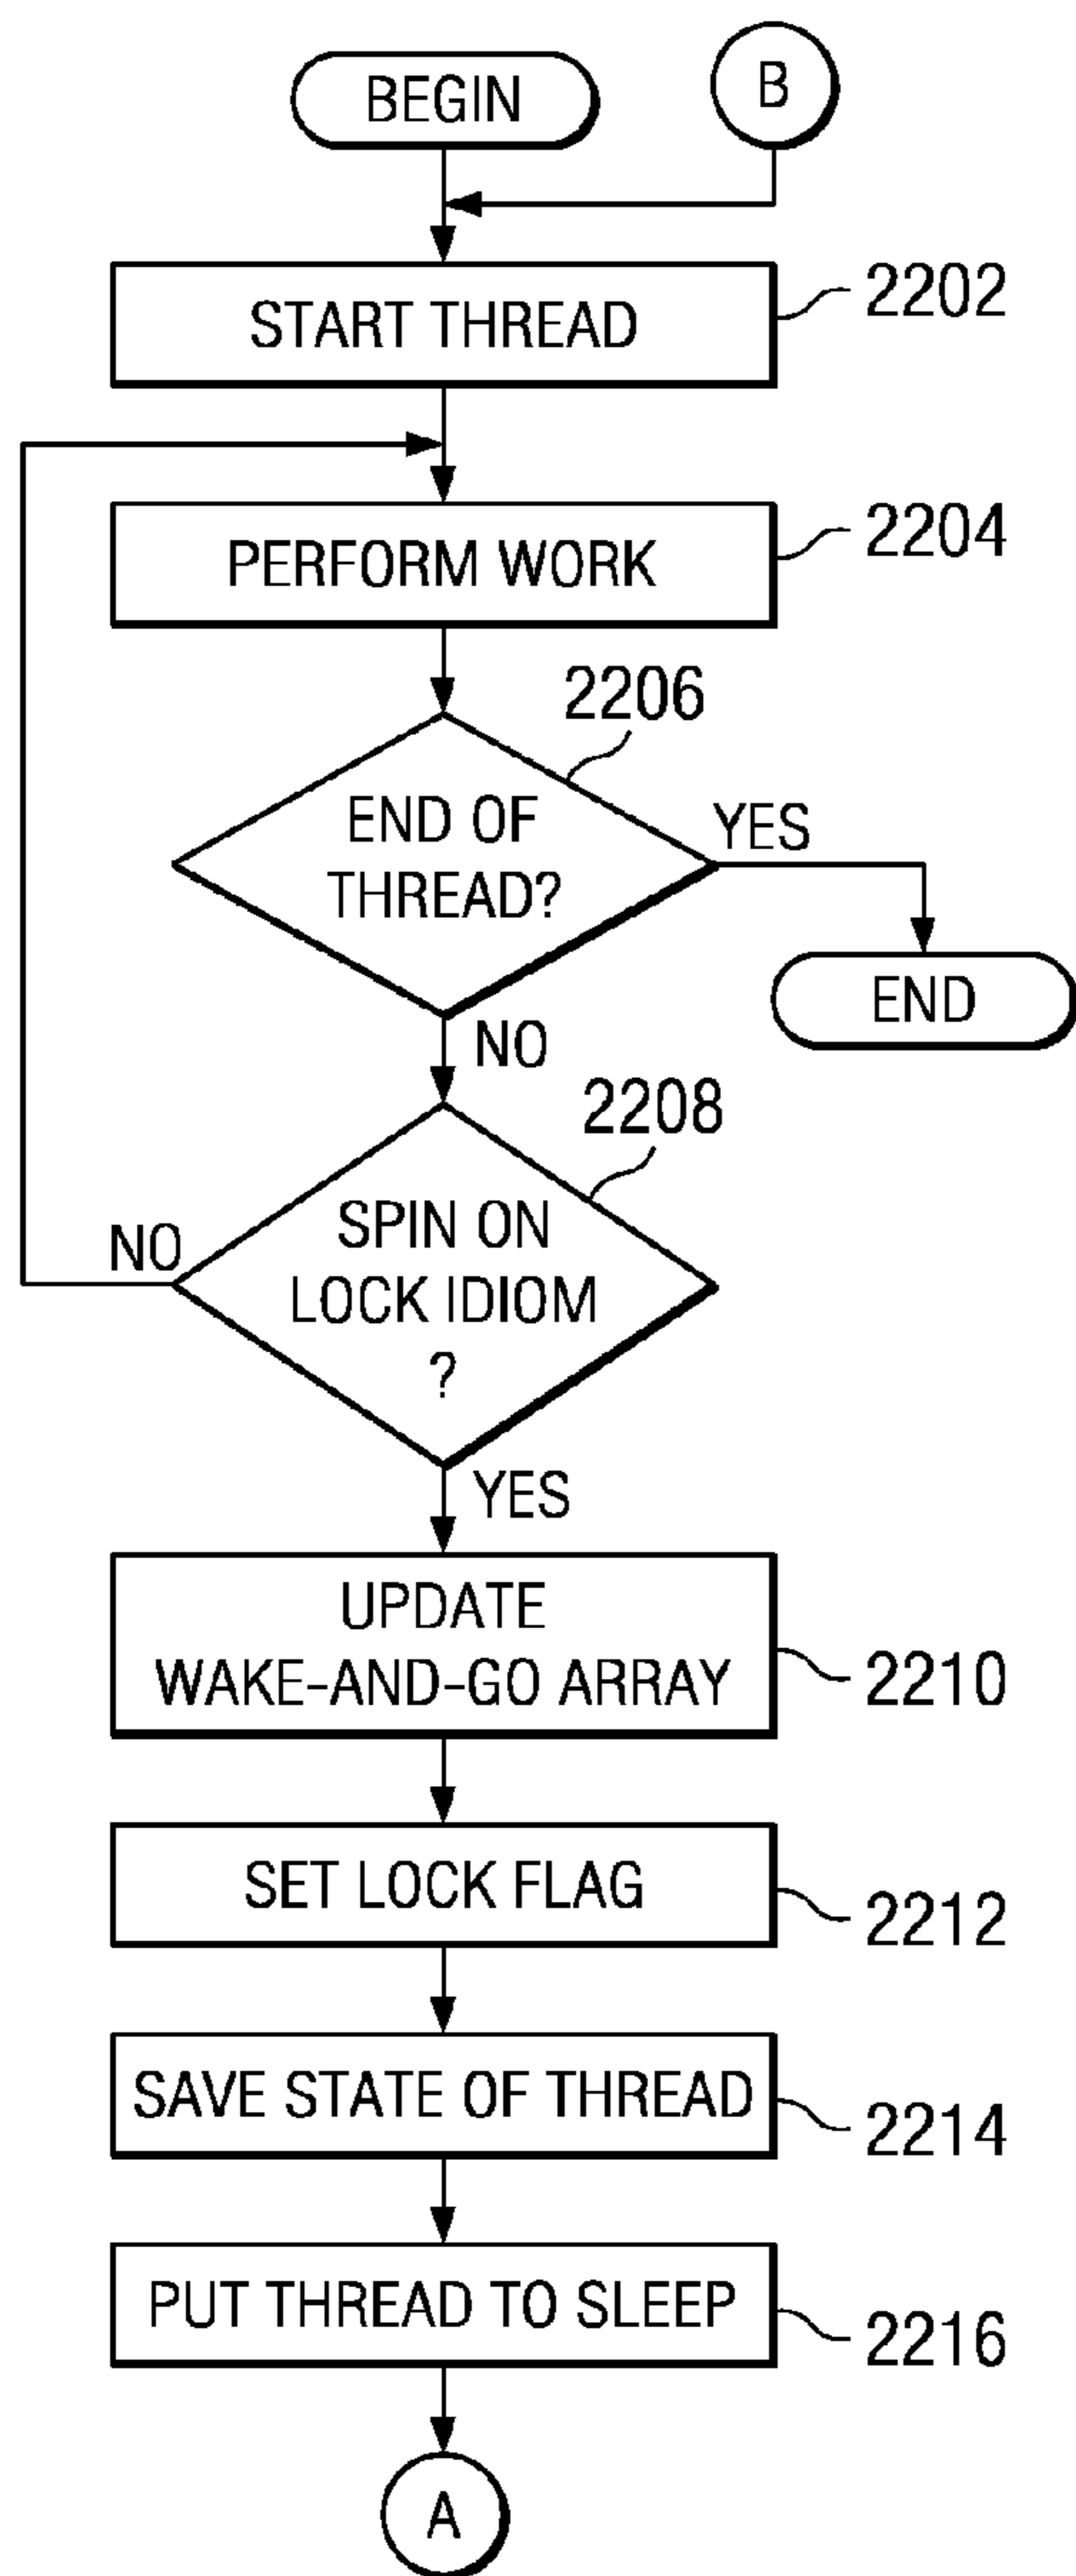 BEGIN
B
START THREAD
2202
PERFORM WORK
2204
2206
END OF
THREAD?
YES
END
NO
2208
SPIN ON
LOCK IDIOM
?
NO
YES
UPDATE
WAKE-AND-GO ARRAY
2210
SET LOCK FLAG
2212
SAVE STATE OF THREAD
2214
PUT THREAD TO SLEEP
2216
A